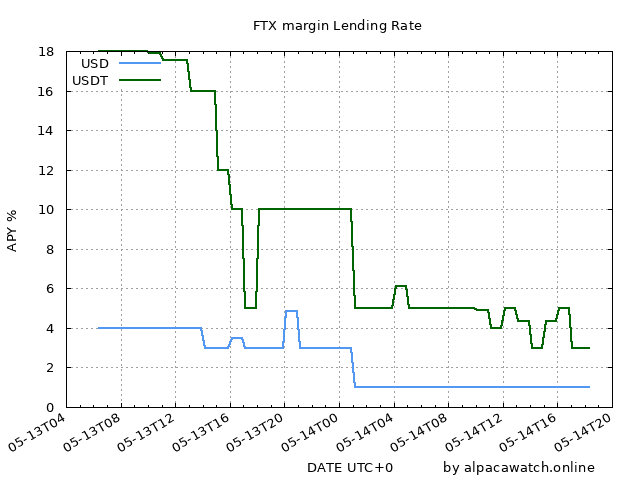 FTX margin Lending Rate
18
16
14
12
10
8
6
4
2
0
APY %
USD
USDT
05-13T04
05-13T08
05-13T12
05-13T16
05-13T20
05-14T00
05-14T04
05-14T08
05-14T12
05-14T16
05-14T20
DATE UTC+0
by alpacawatch.online